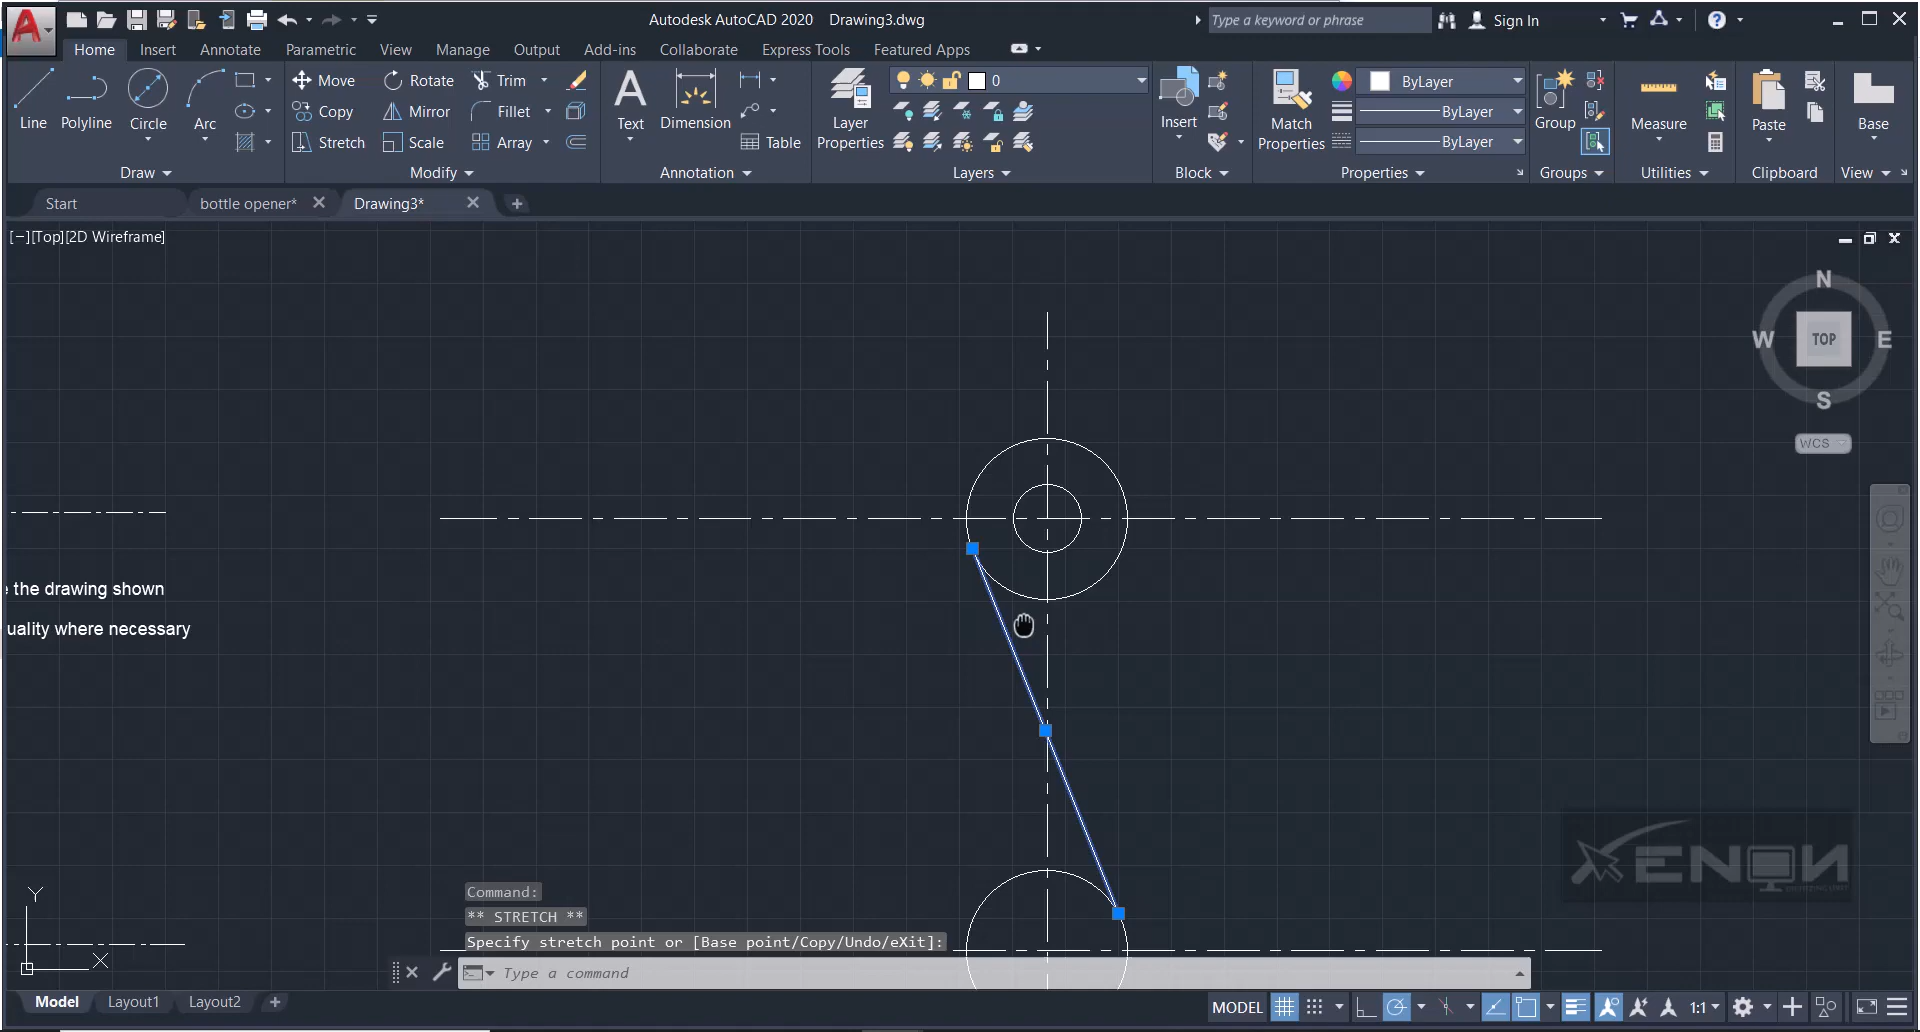 Autodesk AutoCAD 2020 Drawing3.dwg
Type a keyword or phrase
Sign In
Home Insert Annotate Parametric View Manage Output Add-ins Collaborate Express Tools Featured Apps
Line Polyline Circle Arc
Move Rotate Trim
Copy Mirror Fillet
Stretch Scale Array
Text Dimension Table
Layer Properties
0
Insert
Match Properties
ByLayer
ByLayer
ByLayer
Group Measure Paste Base
Draw Modify Annotation Layers Block Properties Groups Utilities Clipboard View
Start bottle opener* Drawing3*
[−][Top][2D Wireframe]
N
W TOP E
S
WCS
e the drawing shown
uality where necessary
XENON
Y
X
Command:
** STRETCH **
Specify stretch point or [Base point/Copy/Undo/eXit]:
Type a command
Model Layout1 Layout2
MODEL 1:1